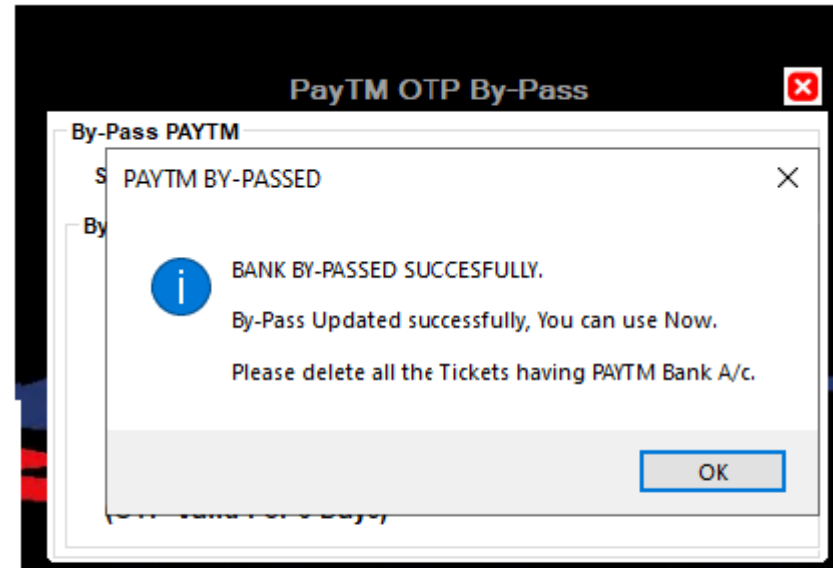 PayTM OTP By-Pass
By-Pass PAYTM
S
PAYTM BY-PASSED
By
BANK BY-PASSED SUCCESFULLY.
By-Pass Updated successfully, You can use Now.
Please delete all the Tickets having PAYTM Bank A/c.
OK